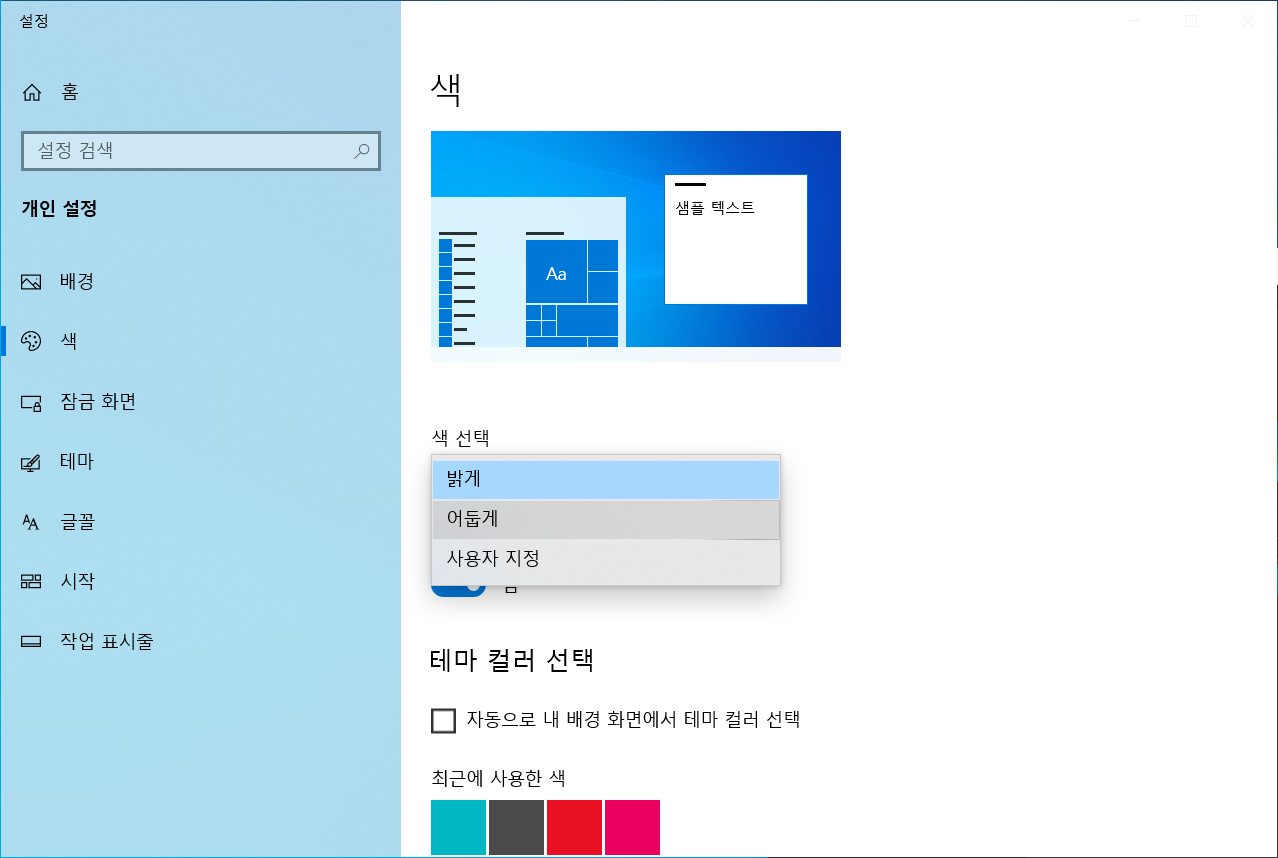 설정
홈
설정 검색
개인 설정
배경
색
잠금 화면
테마
글꼴
시작
작업 표시줄
색
샘플 텍스트
Aa
색 선택
밝게
어둡게
사용자 지정
테마 컬러 선택
자동으로 내 배경 화면에서 테마 컬러 선택
최근에 사용한 색